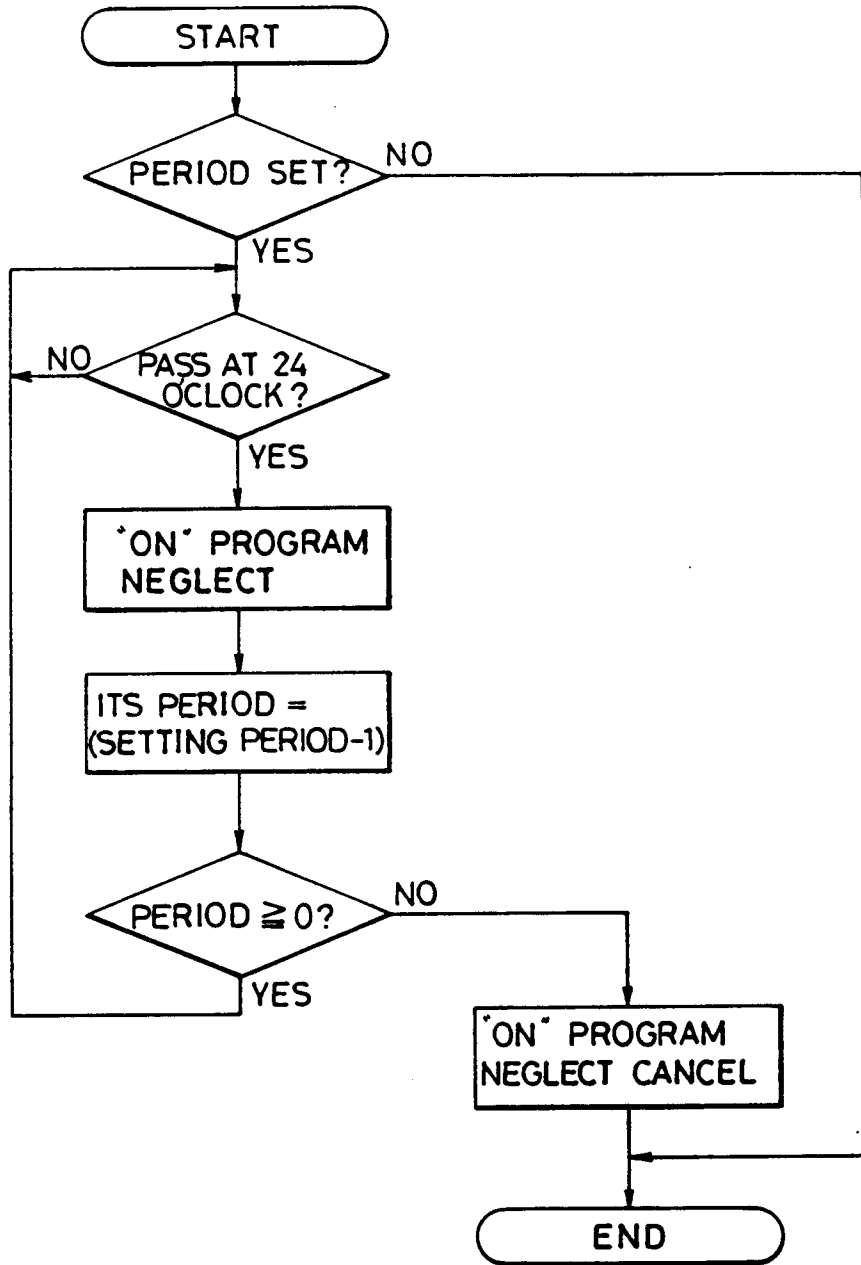 START
PERIOD SET?
NO
YES
NO
PASS AT 24
O'CLOCK?
YES
"ON" PROGRAM
NEGLECT
ITS PERIOD =
(SETTING PERIOD-1)
PERIOD ≧ 0?
NO
YES
"ON" PROGRAM
NEGLECT CANCEL
END